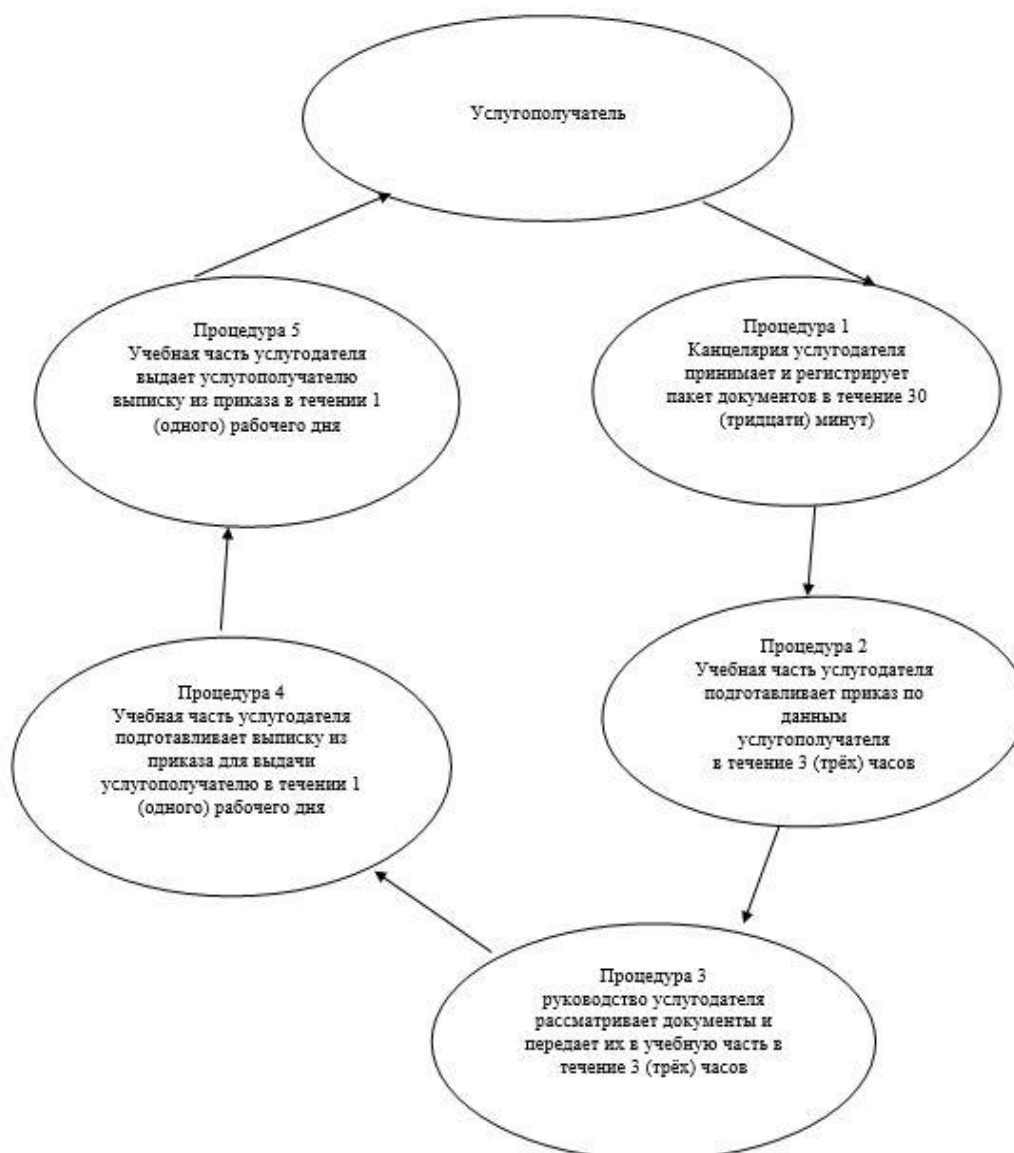 Услугополучатель
Процедура 1
Канцелярия услугодателя
принимает и регистрирует
пакет документов в течение 30
(тридцати) минут)
Процедура 2
Учебная часть услугодателя
подготавливает приказ по
данным
услугополучателя
в течение 3 (трёх) часов
Процедура 3
руководство услугодателя
рассматривает документы и
передает их в учебную часть в
течение 3 (трёх) часов
Процедура 4
Учебная часть услугодателя
подготавливает выписку из
приказа для выдачи
услугополучателю в течении 1
(одного) рабочего дня
Процедура 5
Учебная часть услугодателя
выдает услугополучателю
выписку из приказа в течении 1
(одного) рабочего дня